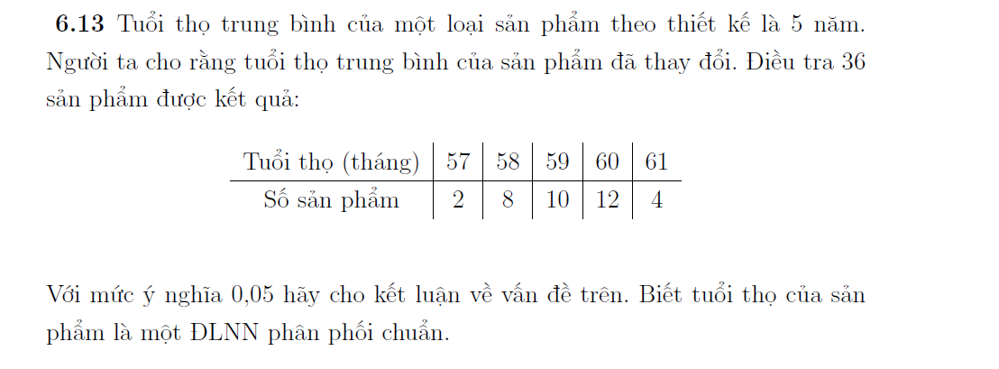 6.13 Tuổi thọ trung bình của một loại sản phẩm theo thiết kế là 5 năm.
Người ta cho rằng tuổi thọ trung bình của sản phẩm đã thay đổi. Điều tra 36
sản phẩm được kết quả:
Tuổi thọ (tháng) 57 58 59 60 61
Số sản phẩm 2 8 10 12 4
Với mức ý nghĩa 0,05 hãy cho kết luận về vấn đề trên. Biết tuổi thọ của sản
phẩm là một ĐLNN phân phối chuẩn.